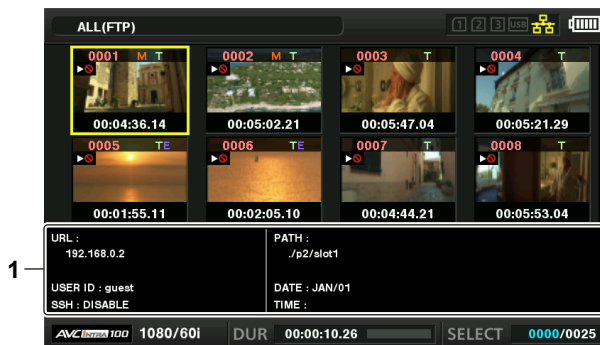 ALL(FTP)
1 2 3 USB
0001 M T
0002 M T
0003 T
0004 T
00:04:36.14
00:05:02.21
00:05:47.04
00:05:21.29
0005 TE
0006 TE
0007 T
0008 T
00:01:55.11
00:02:05.10
00:04:44.21
00:05:53.04
1
URL :
192.168.0.2
USER ID : guest
SSH : DISABLE
PATH :
./p2/slot1
DATE : JAN/01
TIME :
AVC INTRA 100 1080/60i DUR 00:00:10.26 SELECT 0000/0025